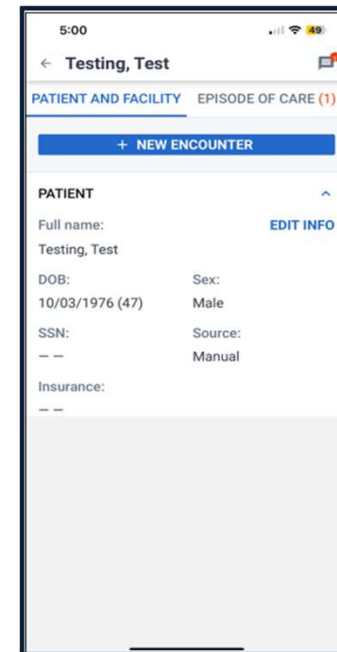 5:00 49
← Testing, Test
PATIENT AND FACILITY EPISODE OF CARE (1)
+ NEW ENCOUNTER
PATIENT
Full name: EDIT INFO
Testing, Test
DOB: Sex:
10/03/1976 (47) Male
SSN: Source:
— — Manual
Insurance:
— —